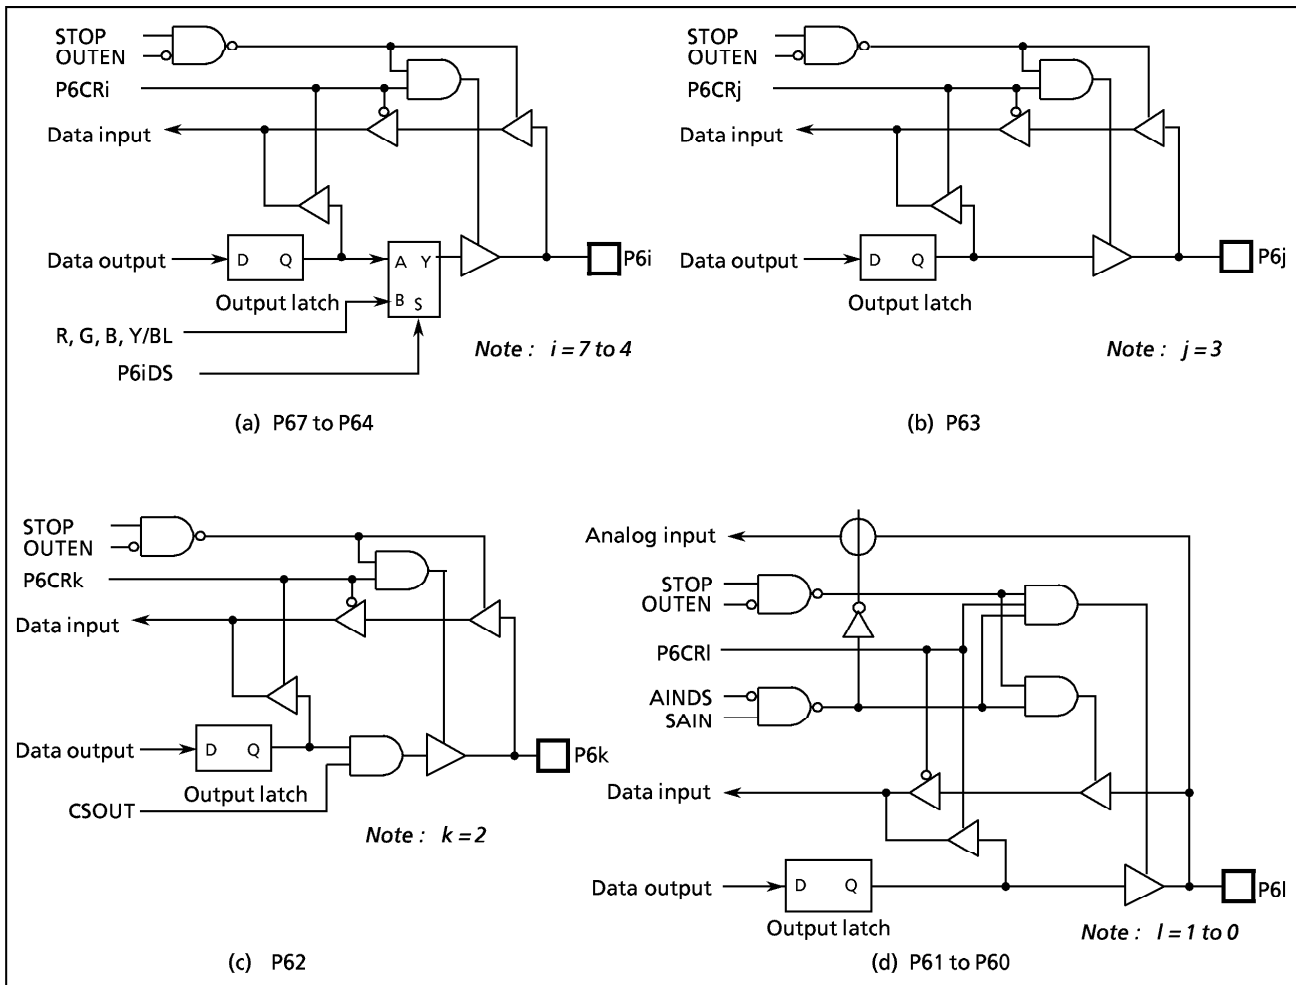 STOP
OUTEN
P6CRi
Data input
Data output
D Q
Output latch
A Y
B S
P6i
R, G, B, Y/BL
P6iDS
Note : i = 7 to 4
(a) P67 to P64
STOP
OUTEN
P6CRj
Data input
Data output
D Q
Output latch
P6j
Note : j = 3
(b) P63
STOP
OUTEN
P6CRk
Data input
Data output
D Q
Output latch
CSOUT
P6k
Note : k = 2
(c) P62
Analog input
STOP
OUTEN
P6CRl
AINDS
SAIN
Data input
Data output
D Q
Output latch
P6l
Note : l = 1 to 0
(d) P61 to P60